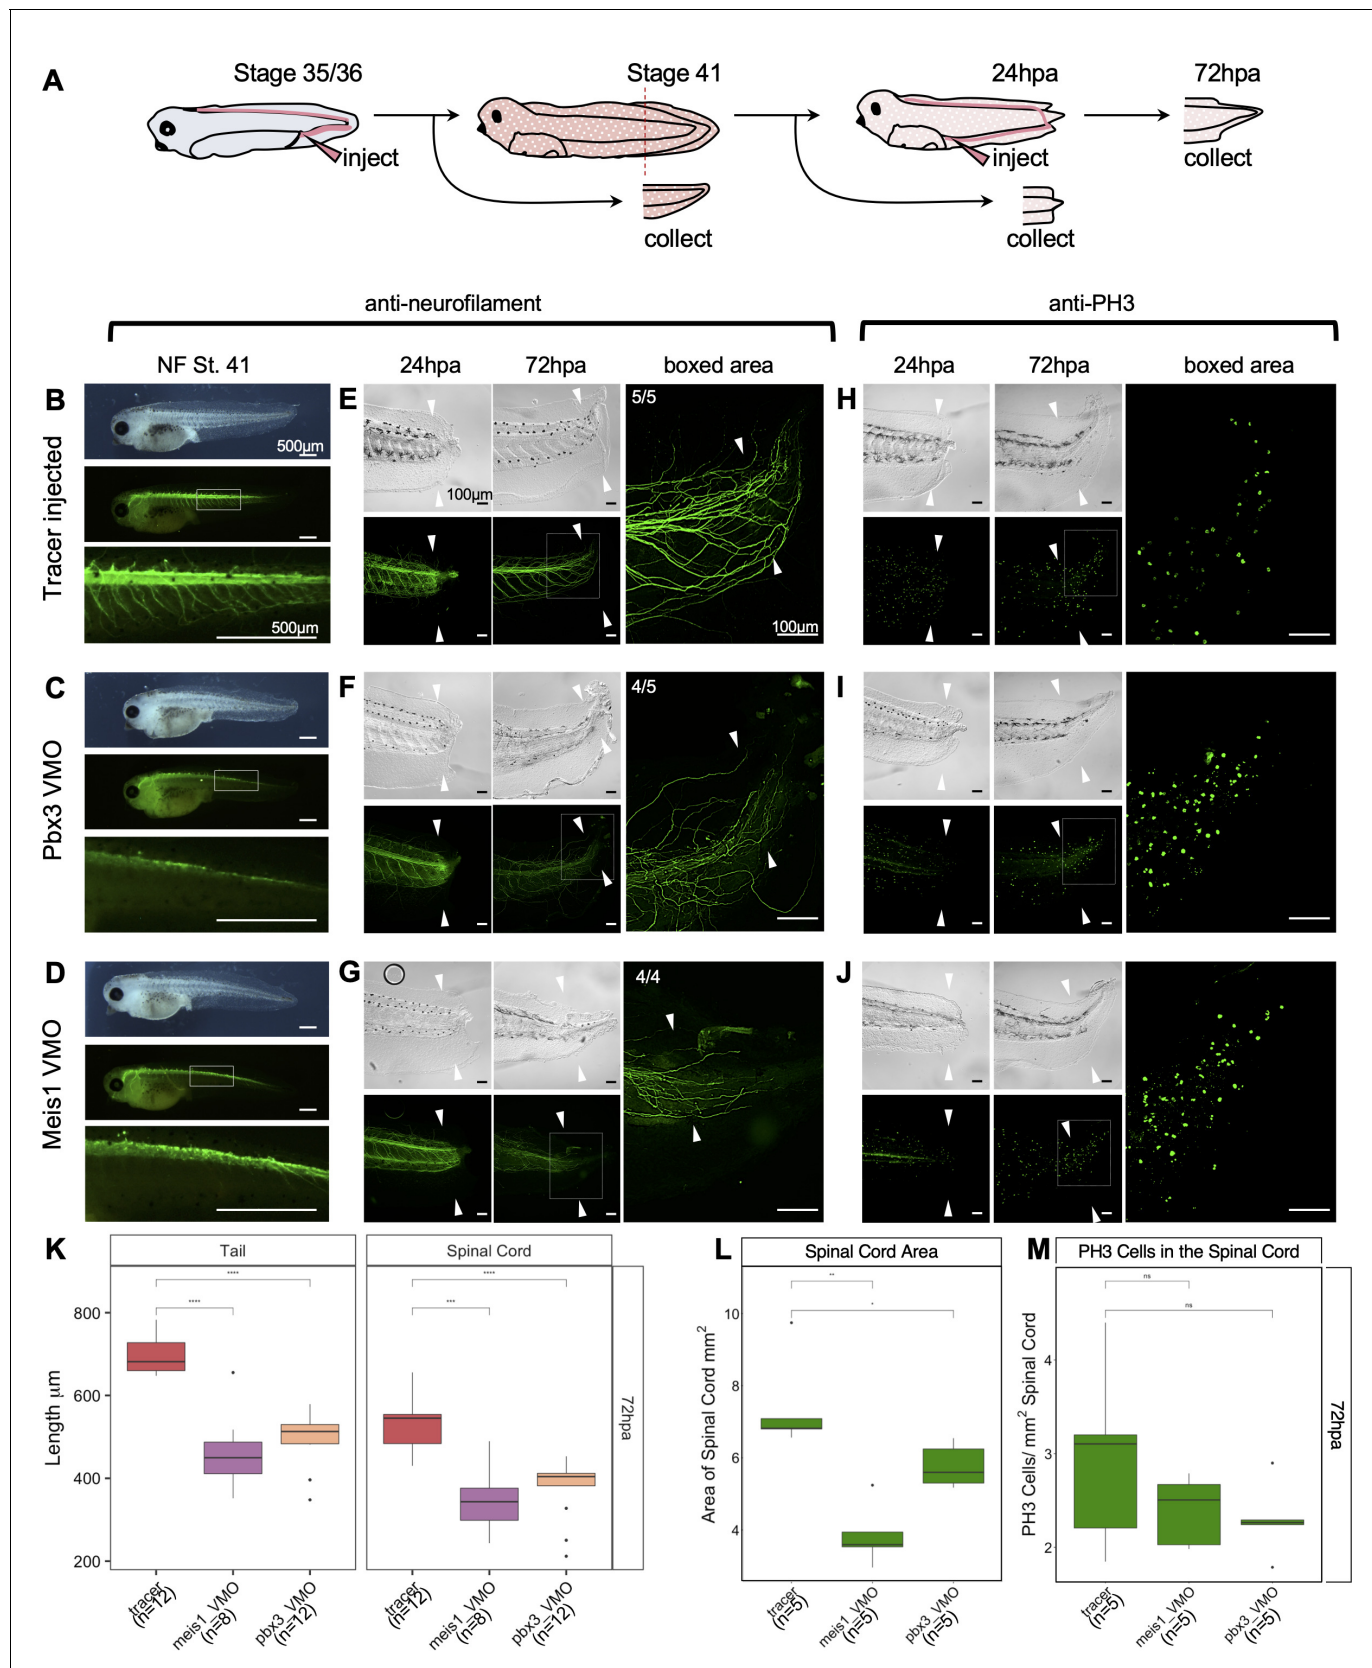 A
Stage 35/36
Stage 41
24hpa
72hpa
inject
inject
collect
collect
collect
anti-neurofilament
anti-PH3
NF St. 41
24hpa
72hpa
boxed area
24hpa
72hpa
boxed area
Tracer injected
B
500µm
500µm
E
100µm
5/5
100µm
H
Pbx3 VMO
C
F
4/5
I
Meis1 VMO
D
G
4/4
J
K
Tail
Spinal Cord
****
****
****
***
Length µm
800
600
400
200
72hpa
tracer
(n=12)
meis1_VMO
(n=8)
pbx3_VMO
(n=12)
tracer
(n=12)
meis1_VMO
(n=8)
pbx3_VMO
(n=12)
L
Spinal Cord Area
**
*
Area of Spinal Cord mm2
10
8
6
4
tracer
(n=5)
meis1_VMO
(n=5)
pbx3_VMO
(n=5)
M
PH3 Cells in the Spinal Cord
ns
ns
PH3 Cells/ mm2 Spinal Cord
4
3
2
72hpa
tracer
(n=5)
meis1_VMO
(n=5)
pbx3_VMO
(n=5)